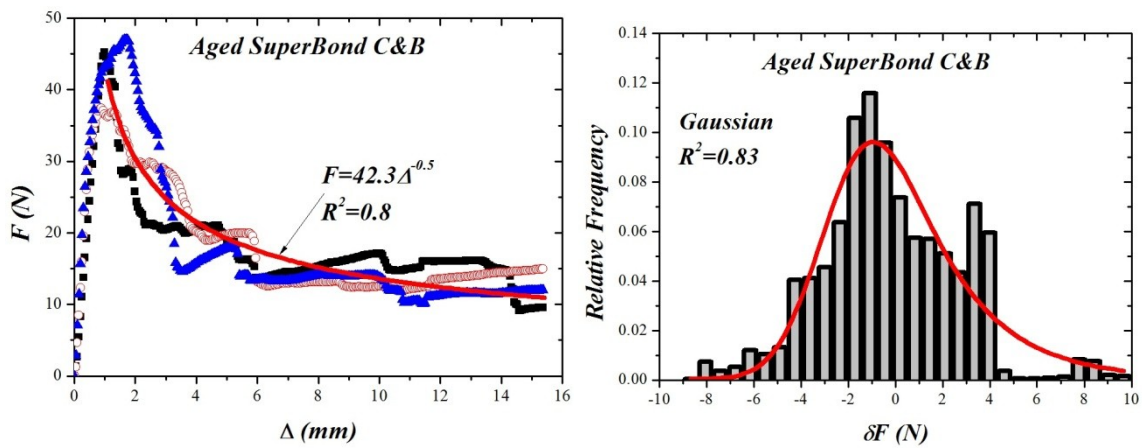 Aged SuperBond C&B
50
40
30
20
10
0
F (N)
F=42.3Δ^-0.5
R^2=0.8
0 2 4 6 8 10 12 14 16
Δ (mm)
Aged SuperBond C&B
0.14
0.12
0.10
0.08
0.06
0.04
0.02
0.00
Relative Frequency
Gaussian
R^2=0.83
-10 -8 -6 -4 -2 0 2 4 6 8 10
δF (N)